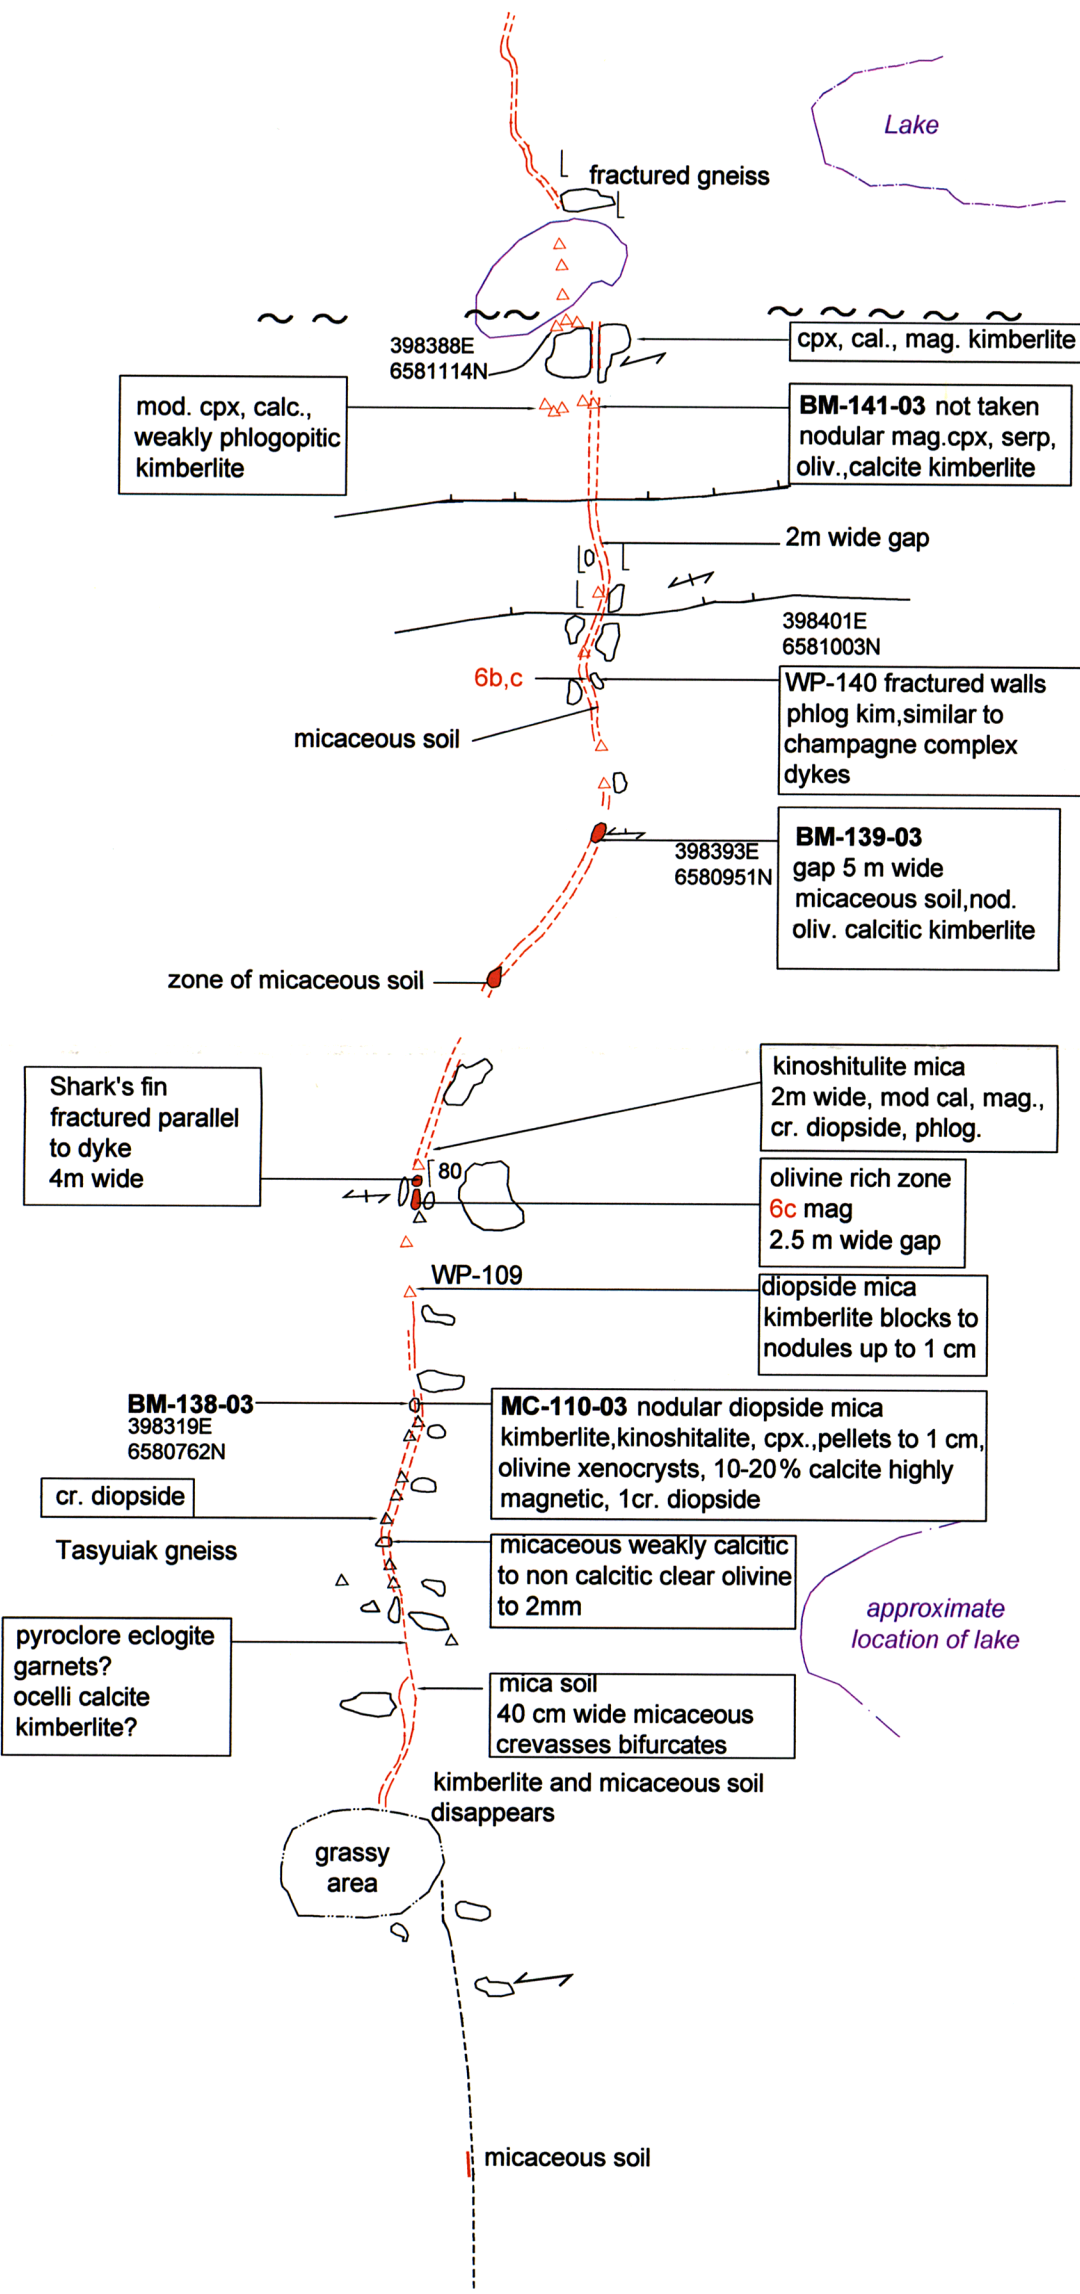 Lake
fractured gneiss
398388E
6581114N
cpx, cal., mag. kimberlite
mod. cpx, calc.,
weakly phlogopitic
kimberlite
BM-141-03 not taken
nodular mag.cpx, serp,
oliv.,calcite kimberlite
2m wide gap
398401E
6581003N
6b,c
WP-140 fractured walls
phlog kim,similar to
champagne complex
dykes
micaceous soil
398393E
6580951N
BM-139-03
gap 5 m wide
micaceous soil,nod.
oliv. calcitic kimberlite
zone of micaceous soil
Shark's fin
fractured parallel
to dyke
4m wide
kinoshitulite mica
2m wide, mod cal, mag.,
cr. diopside, phlog.
80
olivine rich zone
6c mag
2.5 m wide gap
WP-109
diopside mica
kimberlite blocks to
nodules up to 1 cm
BM-138-03
398319E
6580762N
MC-110-03 nodular diopside mica
kimberlite,kinoshitalite, cpx.,pellets to 1 cm,
olivine xenocrysts, 10-20% calcite highly
magnetic, 1cr. diopside
cr. diopside
Tasyuiak gneiss
micaceous weakly calcitic
to non calcitic clear olivine
to 2mm
approximate
location of lake
pyroclore eclogite
garnets?
ocelli calcite
kimberlite?
mica soil
40 cm wide micaceous
crevasses bifurcates
kimberlite and micaceous soil
disappears
grassy
area
micaceous soil